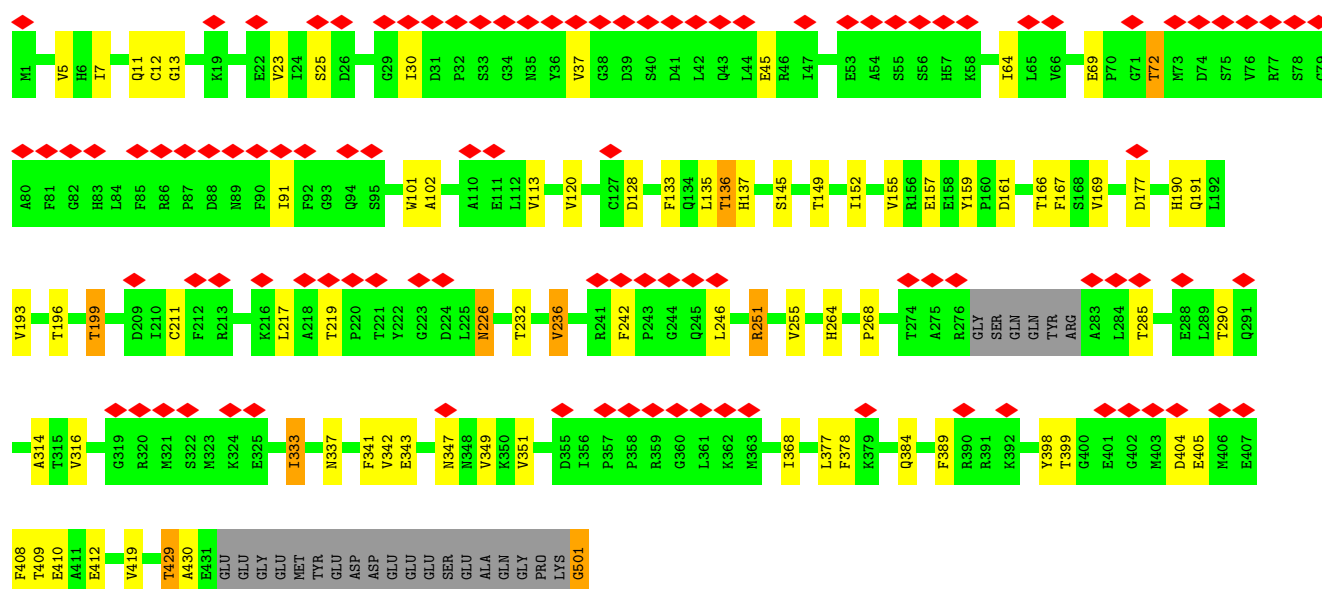 M1 V5 H6 I7 Q11 C12 G13 K19 E22 V23 I24 S25 D26 G29 I30 D31 P32 S33 G34 N35 Y36 V37 G38 D39 S40 D41 L42 Q43 L44 E45 R46 I47 E53 A54 S55 S56 H57 K58 I64 L65 V66 E69 P70 G71 T72 M73 D74 S75 V76 R77 S78 G79
A80 F81 G82 H83 L84 F85 R86 P87 D88 N89 F90 I91 F92 G93 Q94 S95 W101 A102 A110 E111 L112 V113 V120 C127 D128 F133 Q134 L135 T136 H137 S145 T149 I152 V155 R156 E157 E158 Y159 P160 D161 T166 F167 S168 V169 D177 H190 Q191 L192
V193 T196 T199 D209 I210 C211 F212 R213 K216 L217 A218 T219 P220 T221 Y222 G223 D224 L225 N226 T232 V236 R241 F242 P243 G244 Q245 L246 R251 V255 H264 P268 T274 A275 R276 GLY SER GLN GLN TYR ARG A283 L284 T285 E288 L289 T290 Q291
A314 T315 V316 G319 R320 M321 S322 M323 K324 E325 I333 N337 F341 V342 E343 N347 N348 V349 K350 V351 D355 I356 P357 P358 R359 G360 L361 K362 M363 I368 L377 F378 K379 Q384 F389 R390 R391 K392 Y398 T399 G400 E401 G402 M403 D404 E405 M406 E407
F408 T409 E410 A411 E412 V419 T429 A430 E431 GLU GLU GLY GLU MET TYR GLU ASP ASP GLU GLU GLU SER GLU ALA GLN GLY PRO LYS G501